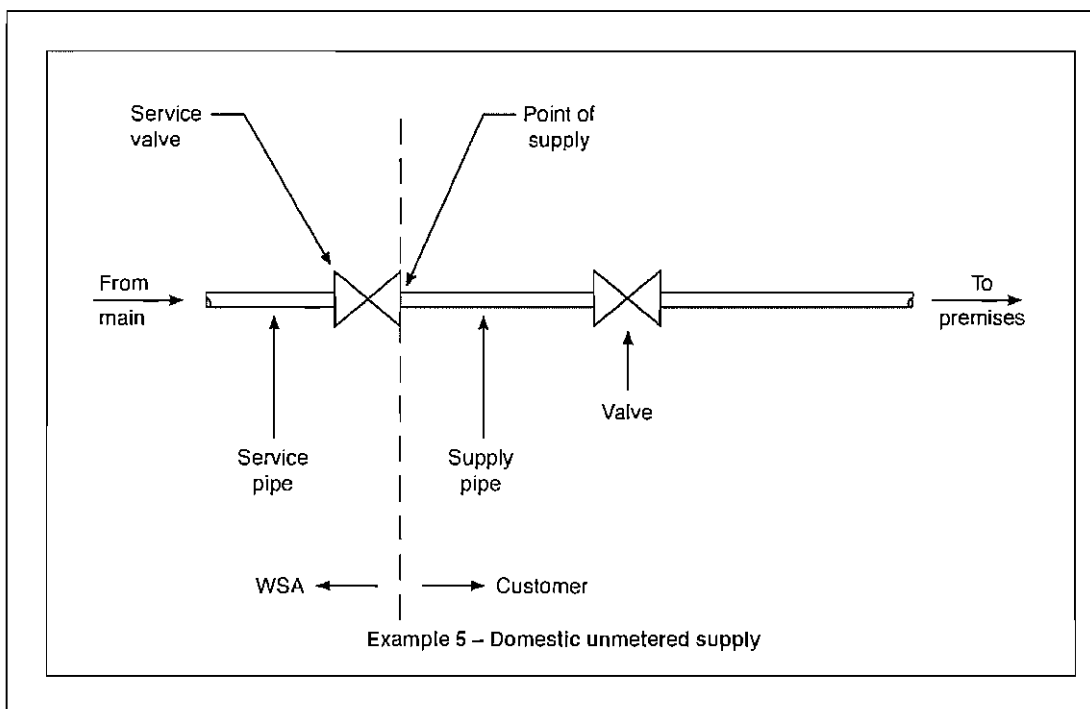 Service
valve
Point of
supply
From
main
To
premises
Valve
Service
pipe
Supply
pipe
WSA
Customer
Example 5 – Domestic unmetered supply